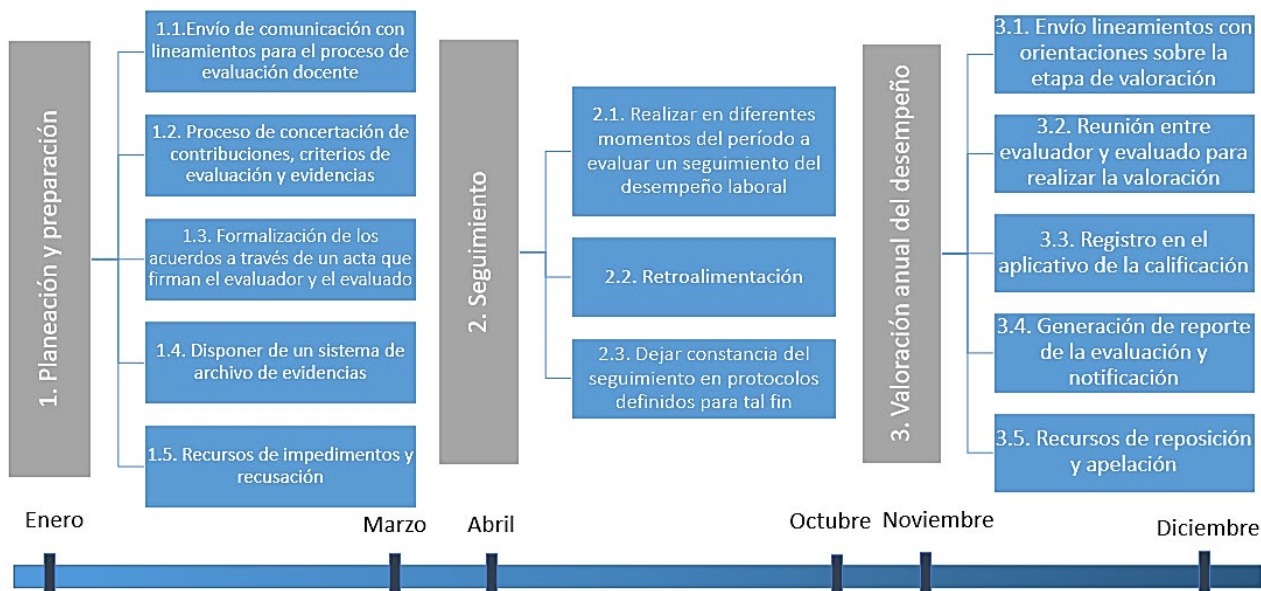 1. Planeación y preparación
1.1.Envío de comunicación con
lineamientos para el proceso de
evaluación docente
1.2. Proceso de concertación de
contribuciones, criterios de
evaluación y evidencias
1.3. Formalización de los
acuerdos a través de un acta que
firman el evaluador y el evaluado
1.4. Disponer de un sistema de
archivo de evidencias
1.5. Recursos de impedimentos y
recusación
2. Seguimiento
2.1. Realizar en diferentes
momentos del período a
evaluar un seguimiento del
desempeño laboral
2.2. Retroalimentación
2.3. Dejar constancia del
seguimiento en protocolos
definidos para tal fin
3. Valoración anual del desempeño
3.1. Envío lineamientos con
orientaciones sobre la
etapa de valoración
3.2. Reunión entre
evaluador y evaluado para
realizar la valoración
3.3. Registro en el
aplicativo de la calificación
3.4. Generación de reporte
de la evaluación y
notificación
3.5. Recursos de reposición
y apelación
Enero
Marzo
Abril
Octubre
Noviembre
Diciembre